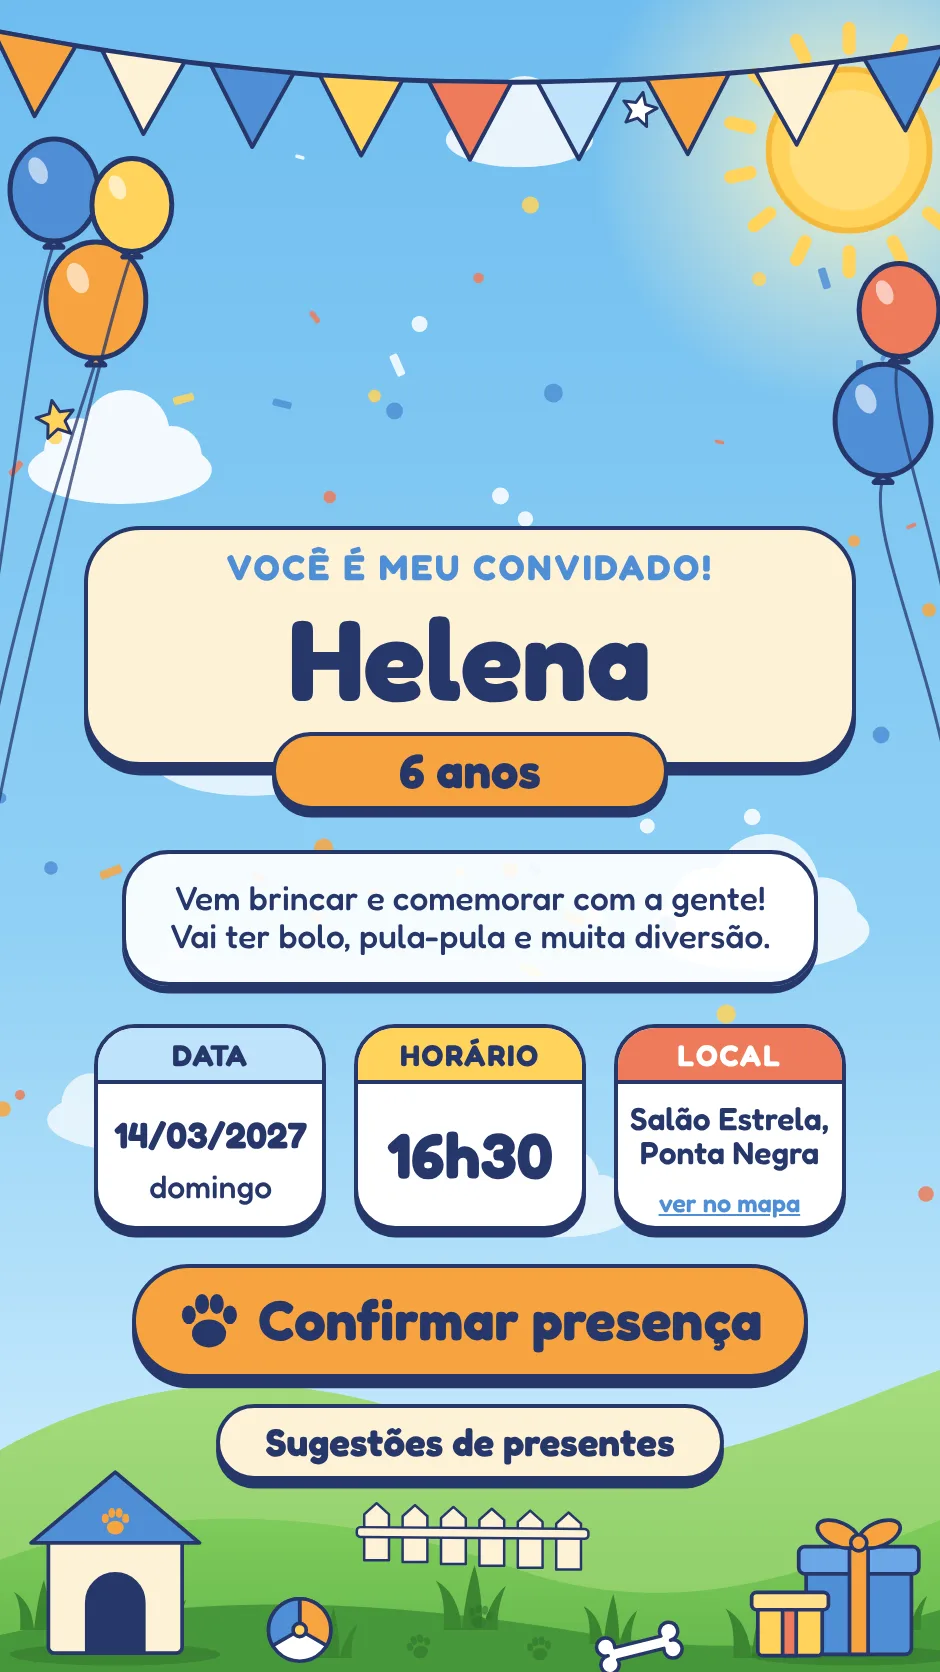 VOCÊ É MEU CONVIDADO!
Helena
6 anos
Vem brincar e comemorar com a gente!
Vai ter bolo, pula-pula e muita diversão.
DATA
14/03/2027
domingo
HORÁRIO
16h30
LOCAL
Salão Estrela,
Ponta Negra
ver no mapa
Confirmar presença
Sugestões de presentes